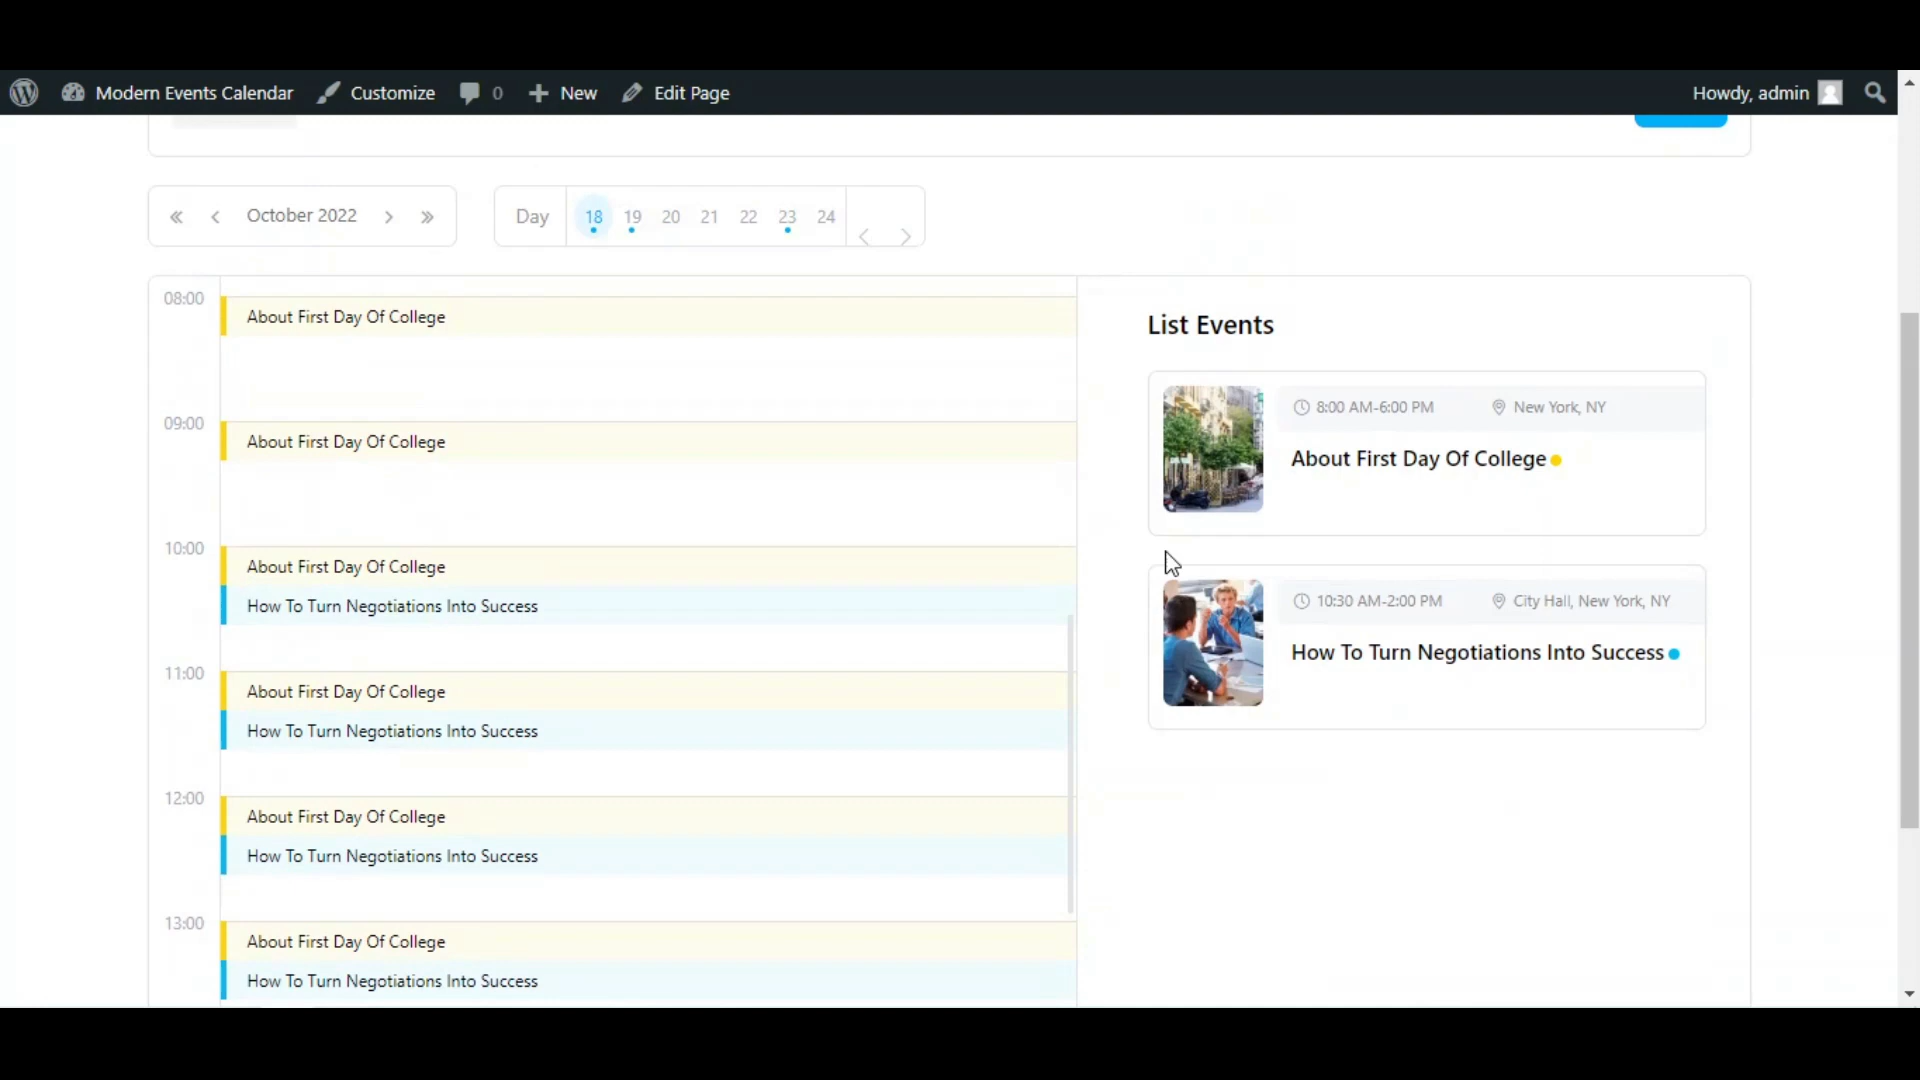 Modern Events Calendar Customize 0 New Edit Page Howdy, admin
October 2022
Day 18 19 20 21 22 23 24
08:00 About First Day Of College
09:00 About First Day Of College
10:00 About First Day Of College
How To Turn Negotiations Into Success
11:00 About First Day Of College
How To Turn Negotiations Into Success
12:00 About First Day Of College
How To Turn Negotiations Into Success
13:00 About First Day Of College
How To Turn Negotiations Into Success
List Events
8:00 AM-6:00 PM New York, NY
About First Day Of College
10:30 AM-2:00 PM City Hall, New York, NY
How To Turn Negotiations Into Success